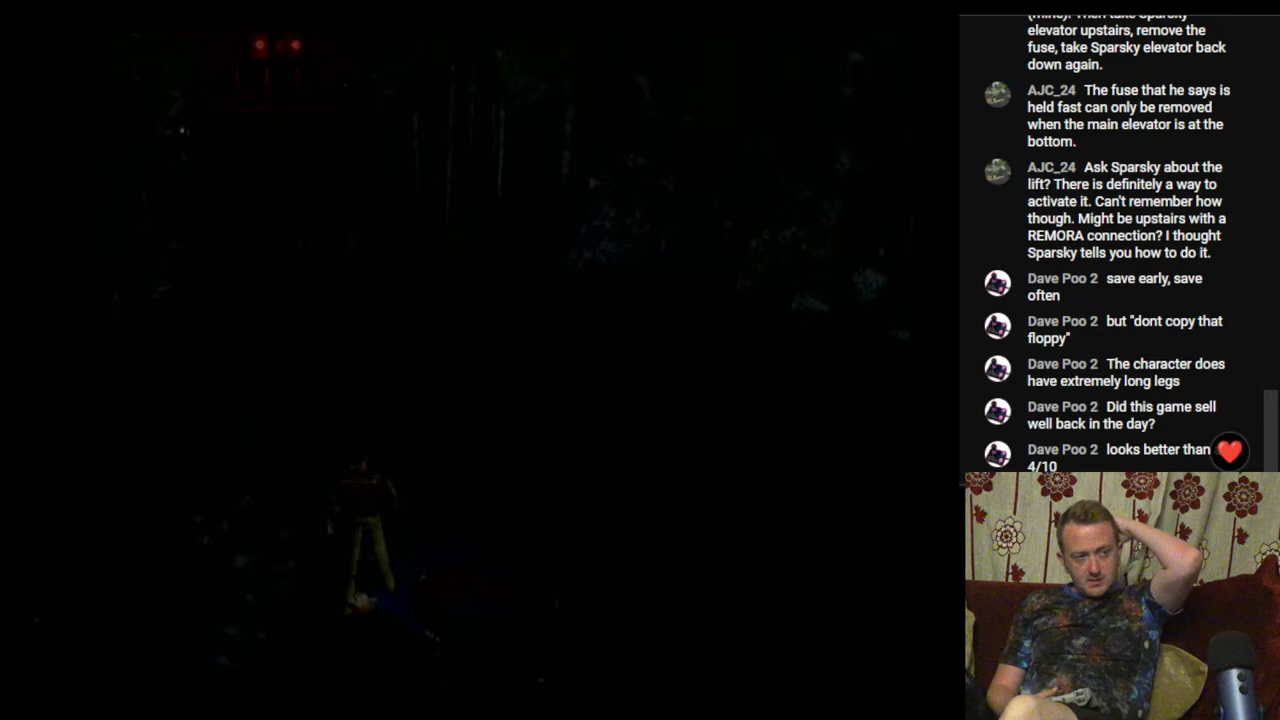 (mine). Then take Sparsky
elevator upstairs, remove the
fuse, take Sparsky elevator back
down again.
AJC_24 The fuse that he says is
held fast can only be removed
when the main elevator is at the
bottom.
AJC_24 Ask Sparsky about the
lift? There is definitely a way to
activate it. Can't remember how
though. Might be upstairs with a
REMORA connection? I thought
Sparsky tells you how to do it.
Dave Poo 2 save early, save
often
Dave Poo 2 but "dont copy that
floppy"
Dave Poo 2 The character does
have extremely long legs
Dave Poo 2 Did this game sell
well back in the day?
Dave Poo 2 looks better than
4/10